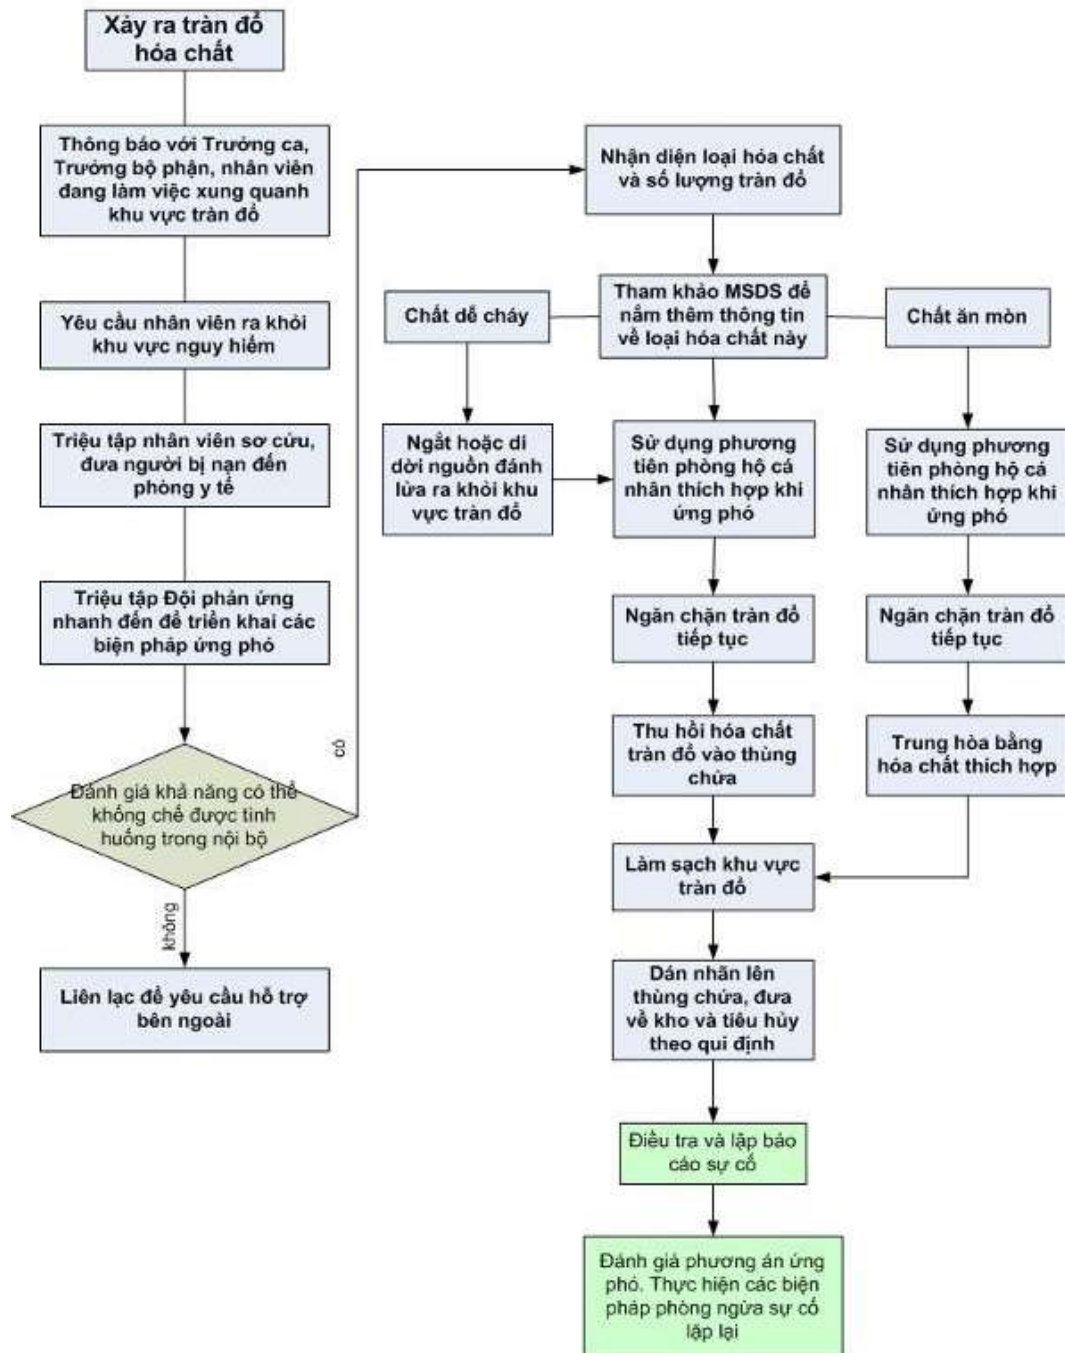 Xảy ra tràn đổ
hóa chất
Thông báo với Trưởng ca,
Trưởng bộ phận, nhân viên
đang làm việc xung quanh
khu vực tràn đổ
Yêu cầu nhân viên ra khỏi
khu vực nguy hiểm
Triệu tập nhân viên sơ cứu,
đưa người bị nạn đến
phòng y tế
Triệu tập Đội phản ứng
nhanh đến để triển khai các
biện pháp ứng phó
Đánh giá khả năng có thể
khống chế được tình
huống trong nội bộ
có
không
Liên lạc để yêu cầu hỗ trợ
bên ngoài
Nhận diện loại hóa chất
và số lượng tràn đổ
Tham khảo MSDS để
nắm thêm thông tin
về loại hóa chất này
Chất dễ cháy
Chất ăn mòn
Ngắt hoặc di
dời nguồn đánh
lửa ra khỏi khu
vực tràn đổ
Sử dụng phương
tiên phòng hộ cá
nhân thích hợp khi
ứng phó
Sử dụng phương
tiên phòng hộ cá
nhân thích hợp khi
ứng phó
Ngăn chặn tràn đổ
tiếp tục
Ngăn chặn tràn đổ
tiếp tục
Thu hồi hóa chất
tràn đổ vào thùng
chứa
Trung hòa bằng
hóa chất thích hợp
Làm sạch khu vực
tràn đổ
Dán nhãn lên
thùng chứa, đưa
về kho và tiêu hủy
theo qui định
Điều tra và lập báo
cáo sự cố
Đánh giá phương án ứng
phó. Thực hiện các biện
pháp phòng ngừa sự cố
lặp lại